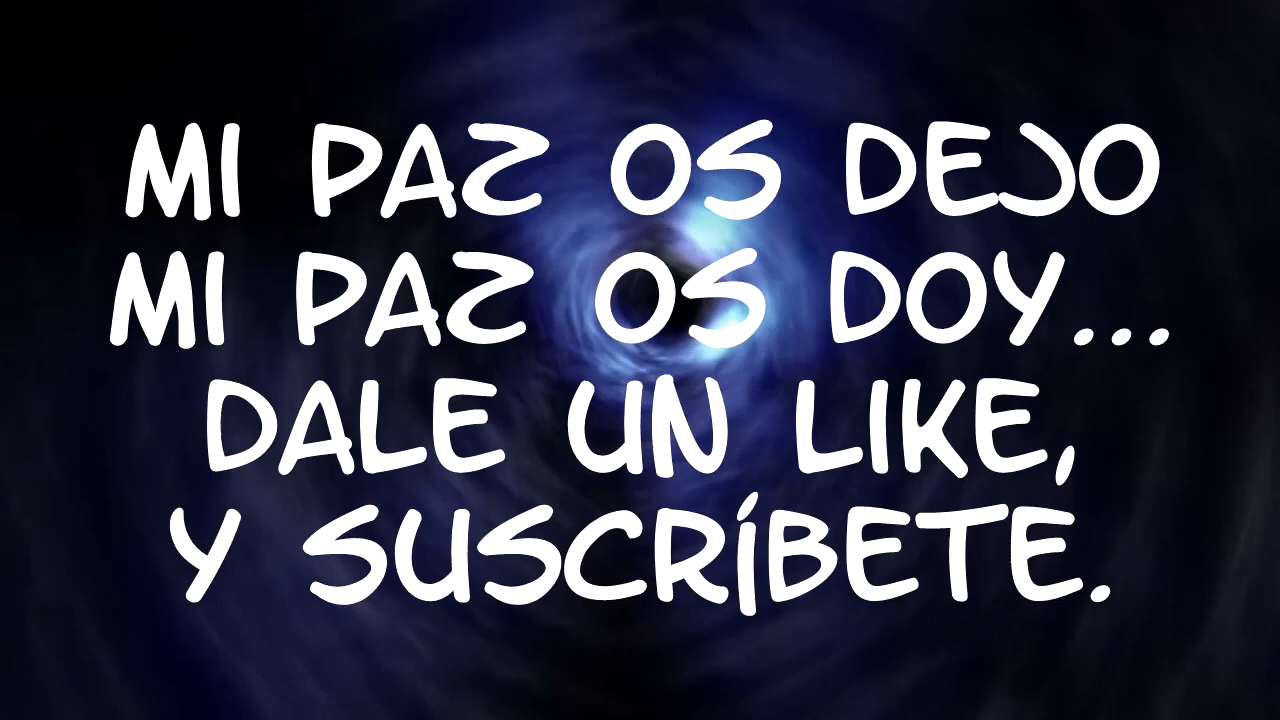 MI PAZ OS DEJO
MI PAZ OS DOY...
DALE UN LIKE,
Y SUSCRÍBETE.